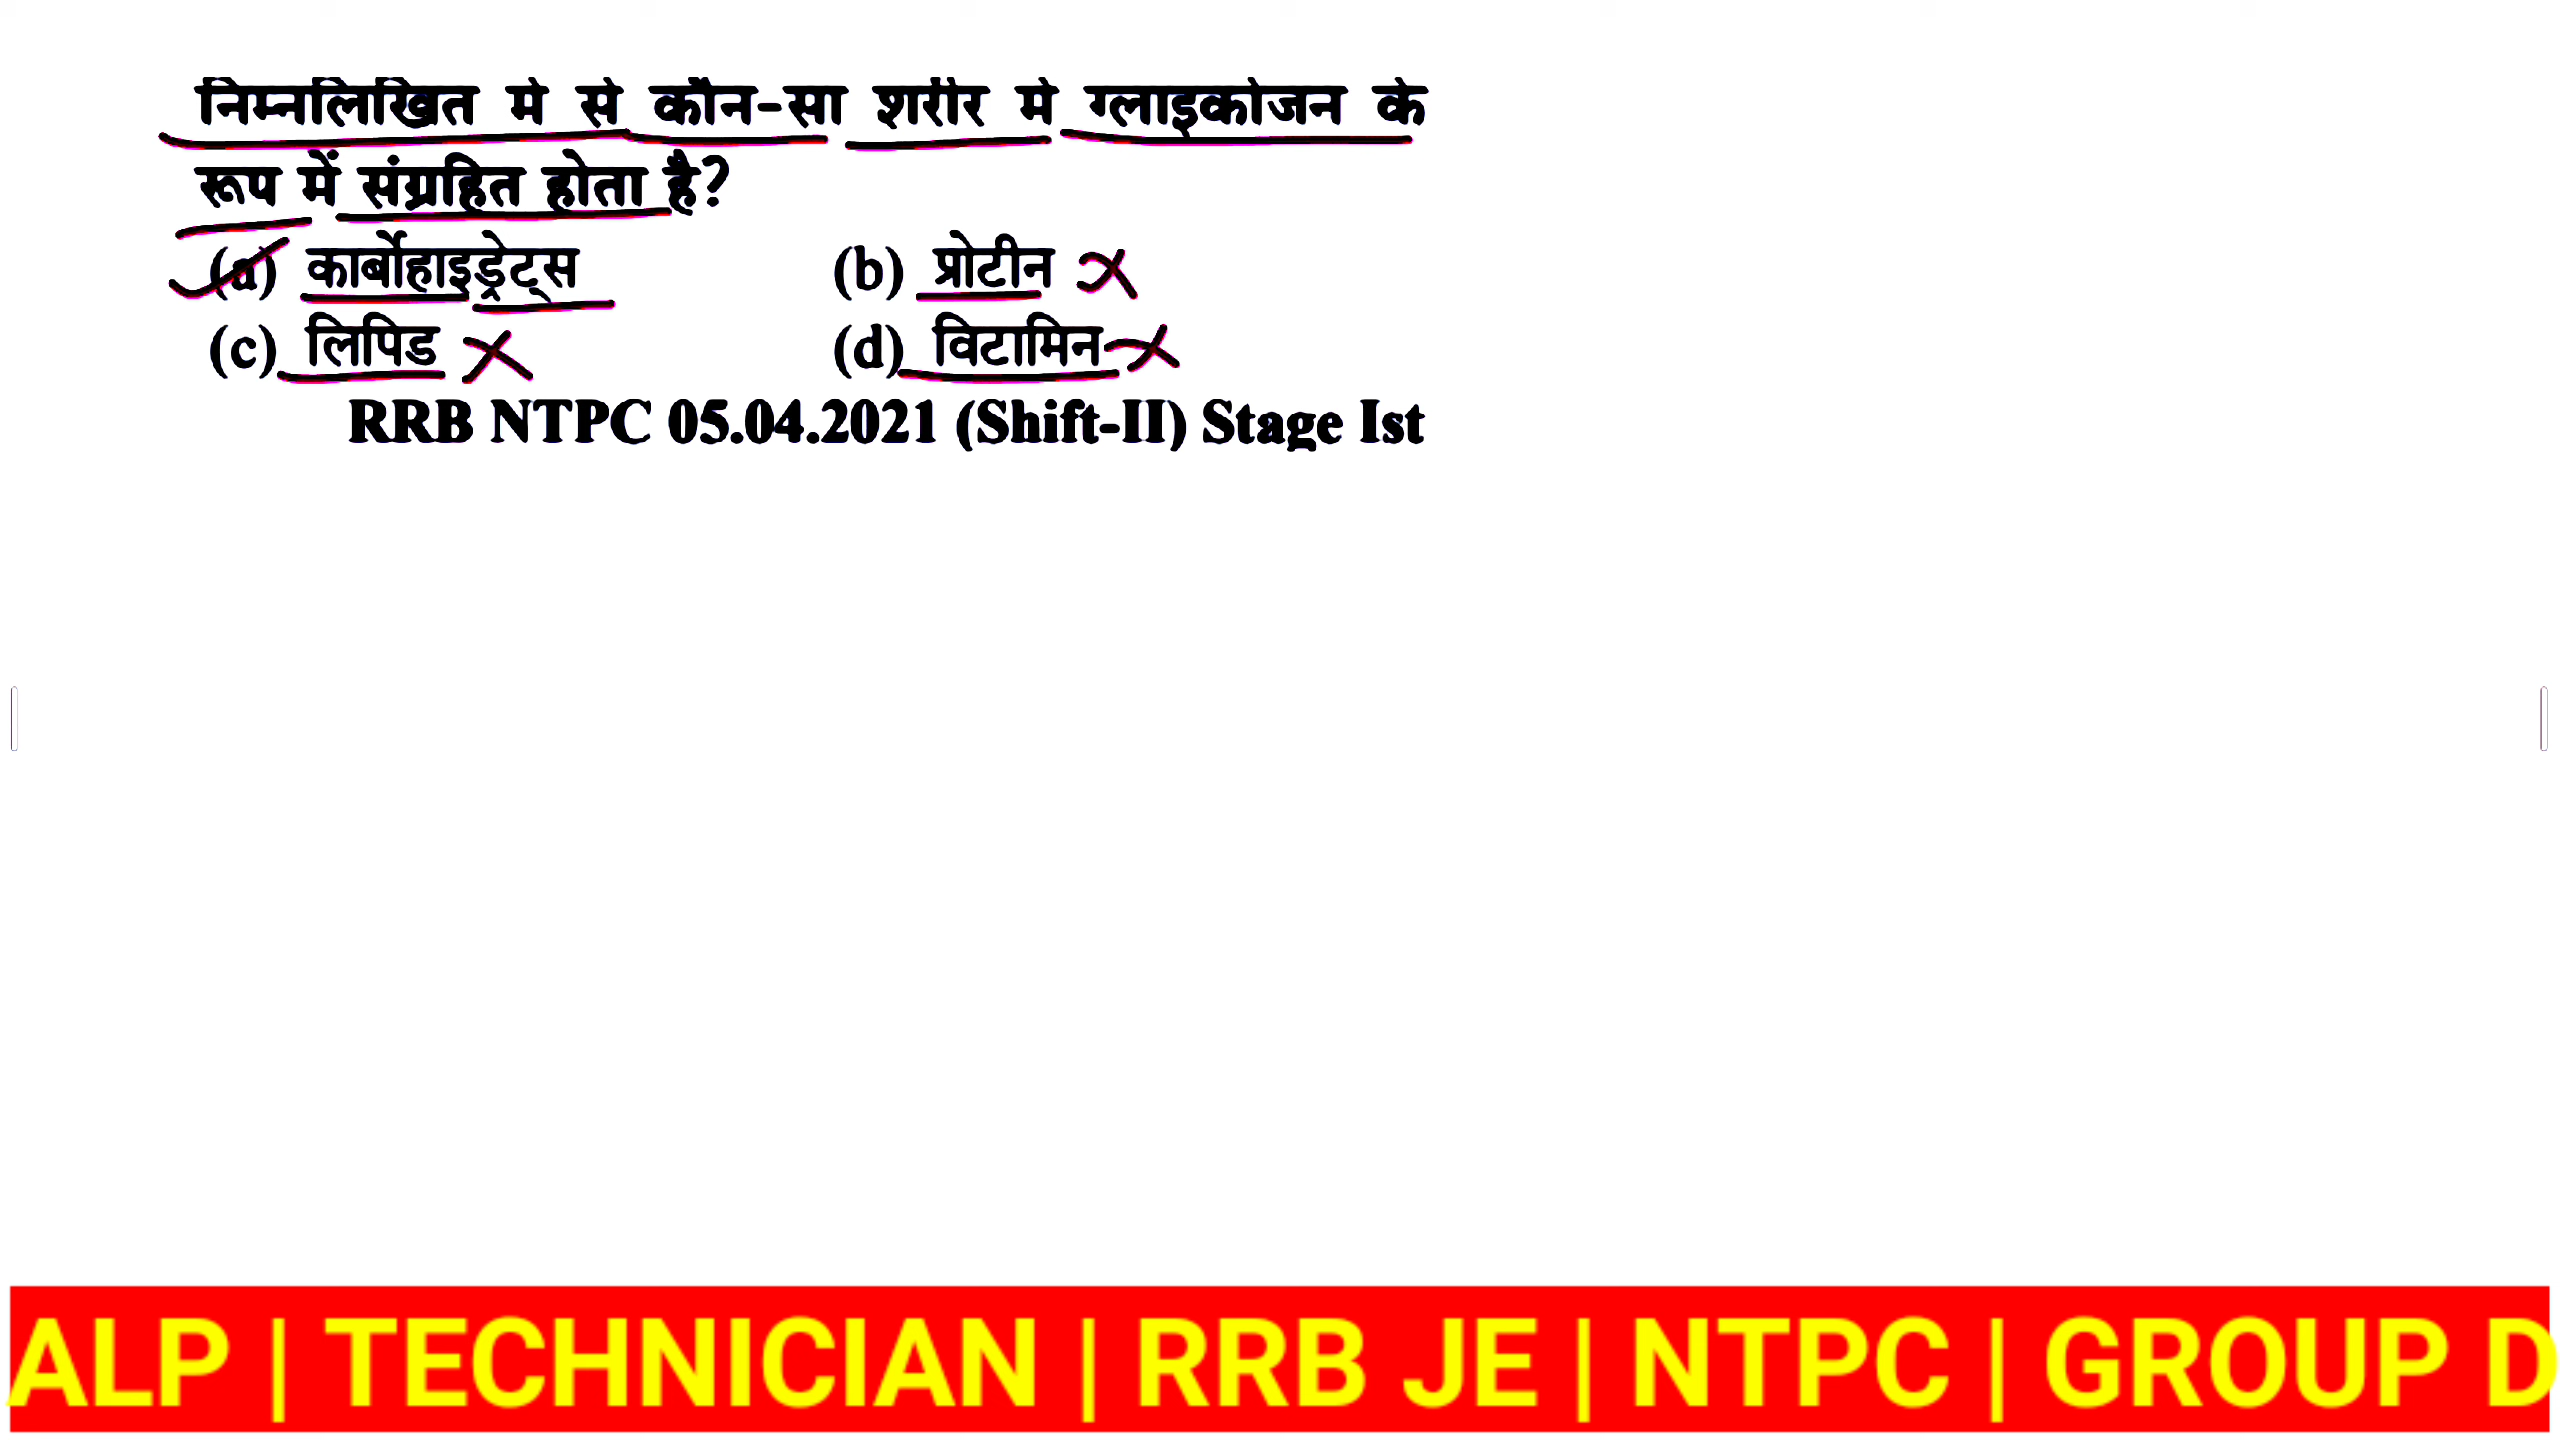 निम्नलिखित में से कौन-सा शरीर में ग्लाइकोजन के
रूप में संग्रहित होता है?
(a) कार्बोहाइड्रेट्स (b) प्रोटीन
(c) लिपिड (d) विटामिन
RRB NTPC 05.04.2021 (Shift-II) Stage Ist
ALP | TECHNICIAN | RRB JE | NTPC | GROUP D